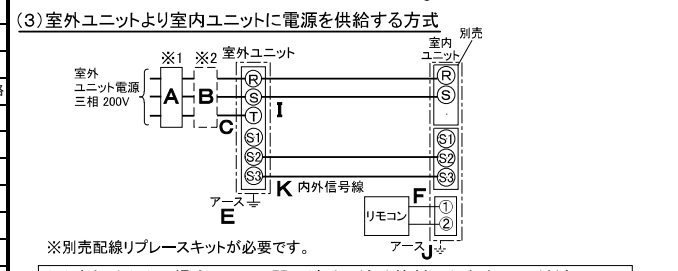 (3)室外ユニットより室内ユニットに電源を供給する方式
別売
※1 ※2 室外ユニット 室内
ユニット
室外
ユニット電源
三相 200V
A B C
R
S
T
S1
S2
S3
I
R
S
S1
S2
S3
K 内外信号線
アース
E
F
リモコン
①
②
アース J
※別売配線リプレースキットが必要です。